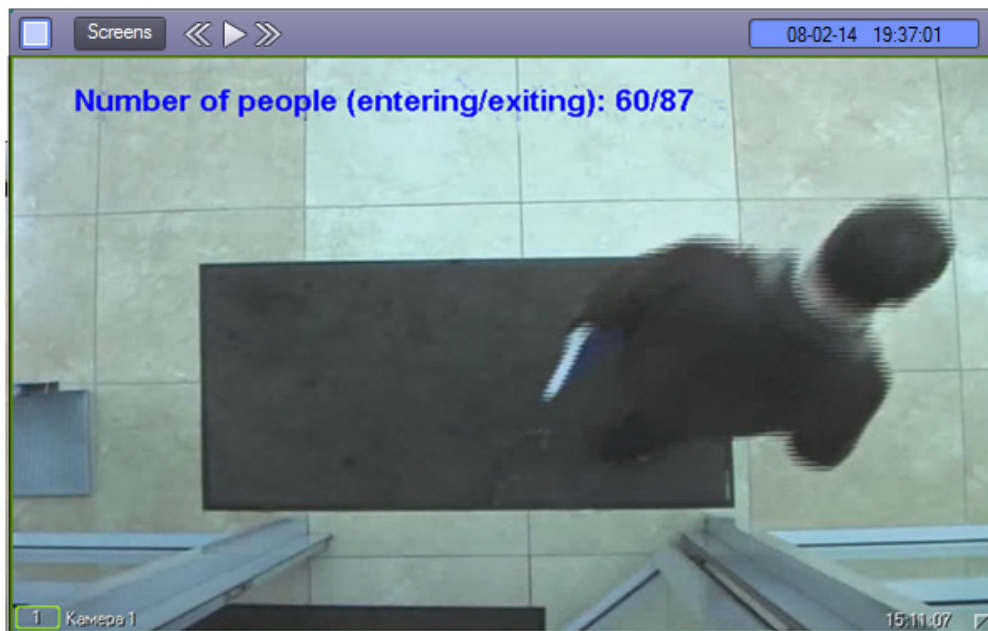 Screens
08-02-14 19:37:01
Number of people (entering/exiting): 60/87
1 Камера 1
15:11:07